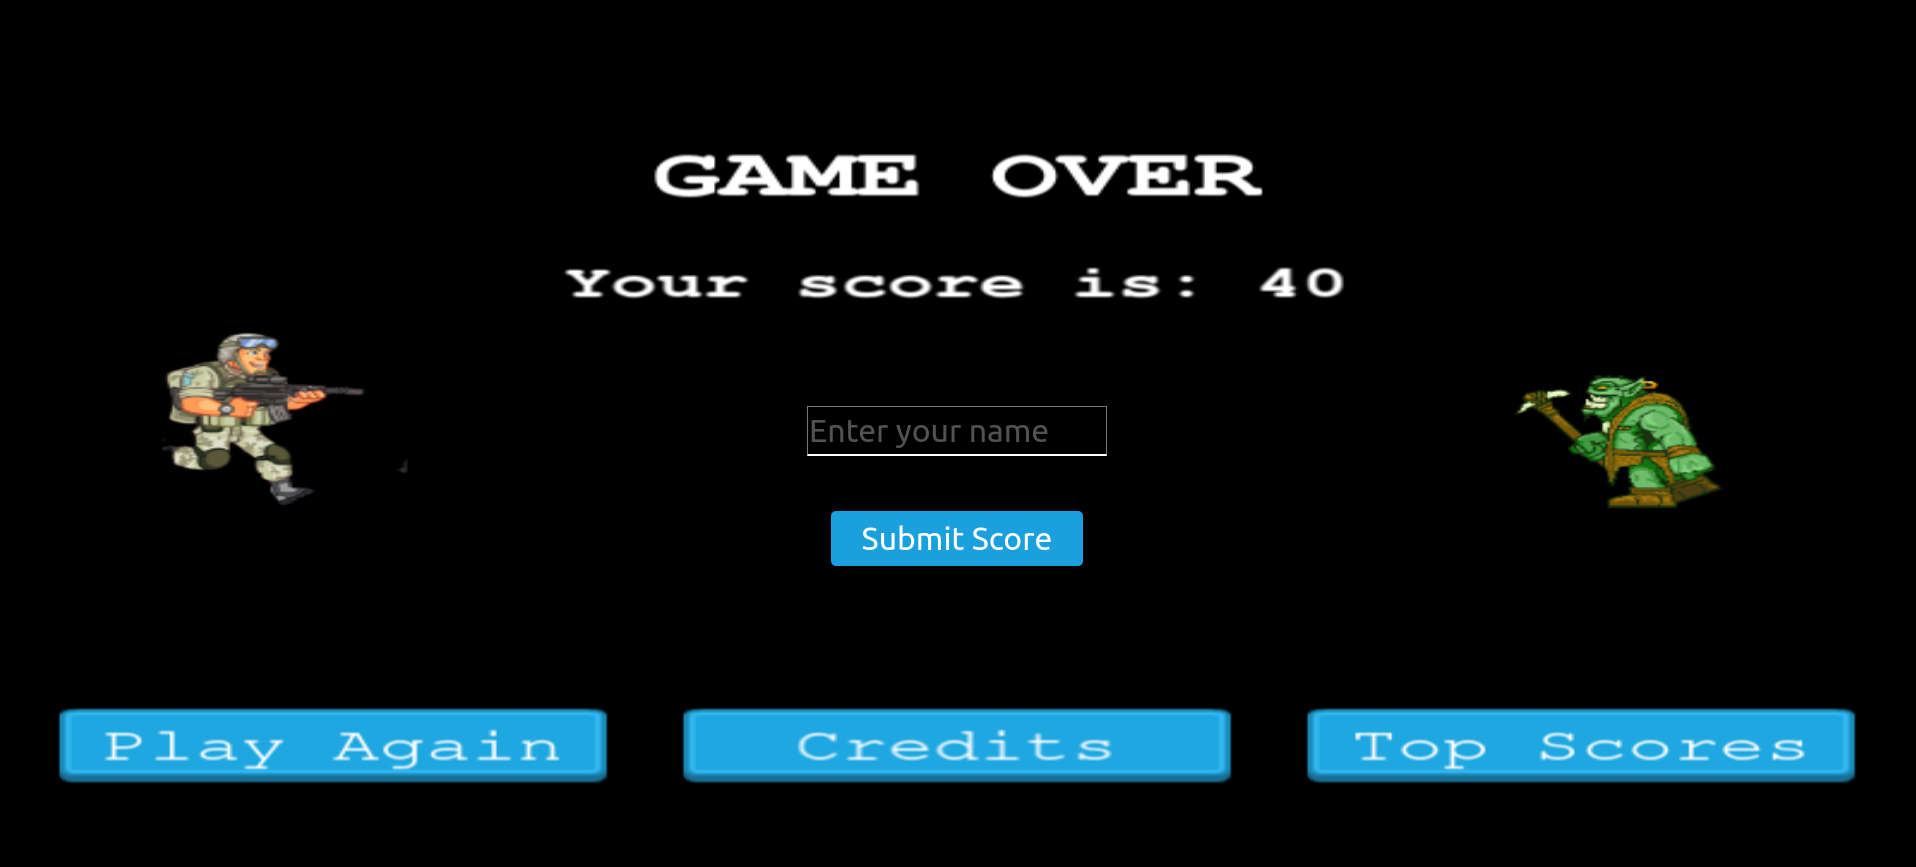 GAME OVER
Your score is: 40
Enter your name
Submit Score
Play Again
Credits
Top Scores